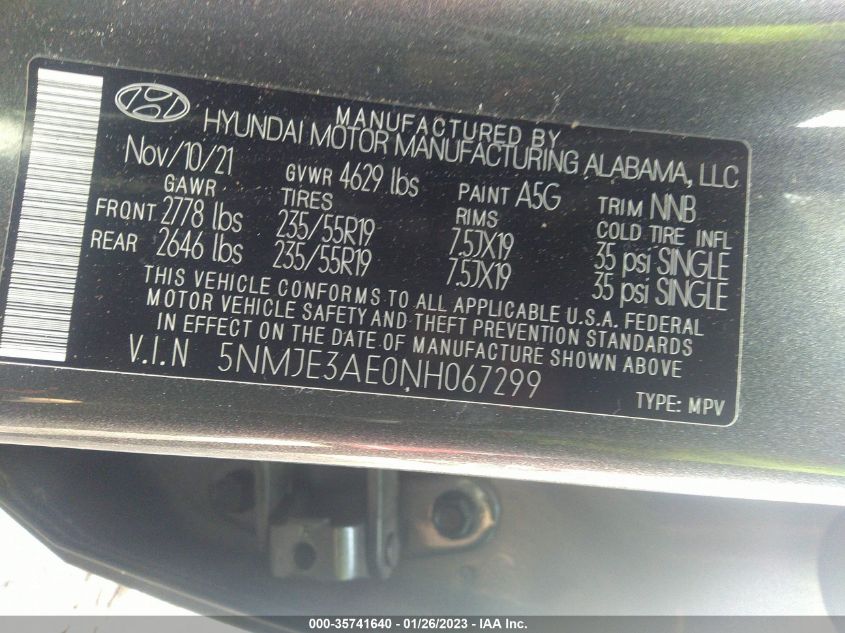 MANUFACTURED BY
HYUNDAI MOTOR MANUFACTURING ALABAMA, LLC
Nov/10/21 GVWR 4629 lbs PAINT A5G TRIM NNB
GAWR TIRES RIMS COLD TIRE INFL
FRONT 2778 lbs 235/55R19 7.5JX19 35 psi SINGLE
REAR 2646 lbs 235/55R19 7.5JX19 35 psi SINGLE
THIS VEHICLE CONFORMS TO ALL APPLICABLE U.S.A. FEDERAL
MOTOR VEHICLE SAFETY AND THEFT PREVENTION STANDARDS
IN EFFECT ON THE DATE OF MANUFACTURE SHOWN ABOVE
V.I.N 5NMJE3AE0NH067299
TYPE: MPV
000-35741640 - 01/26/2023 - IAA Inc.